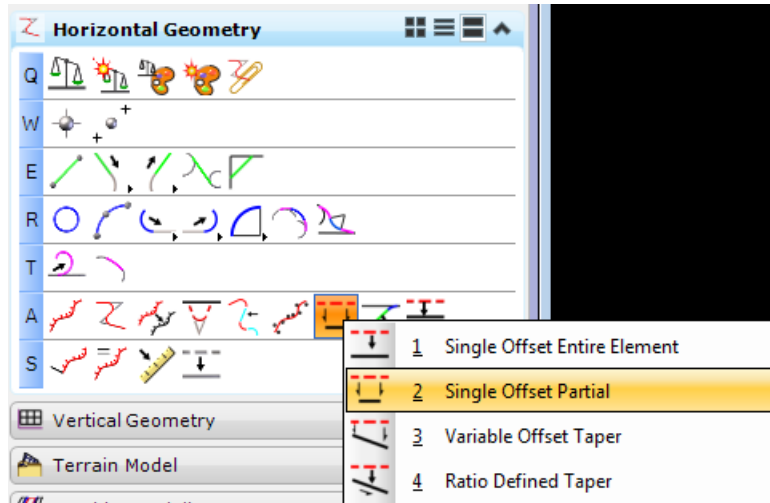 Horizontal Geometry
Q
W
E
R
T
A
S
1 Single Offset Entire Element
2 Single Offset Partial
3 Variable Offset Taper
4 Ratio Defined Taper
Vertical Geometry
Terrain Model